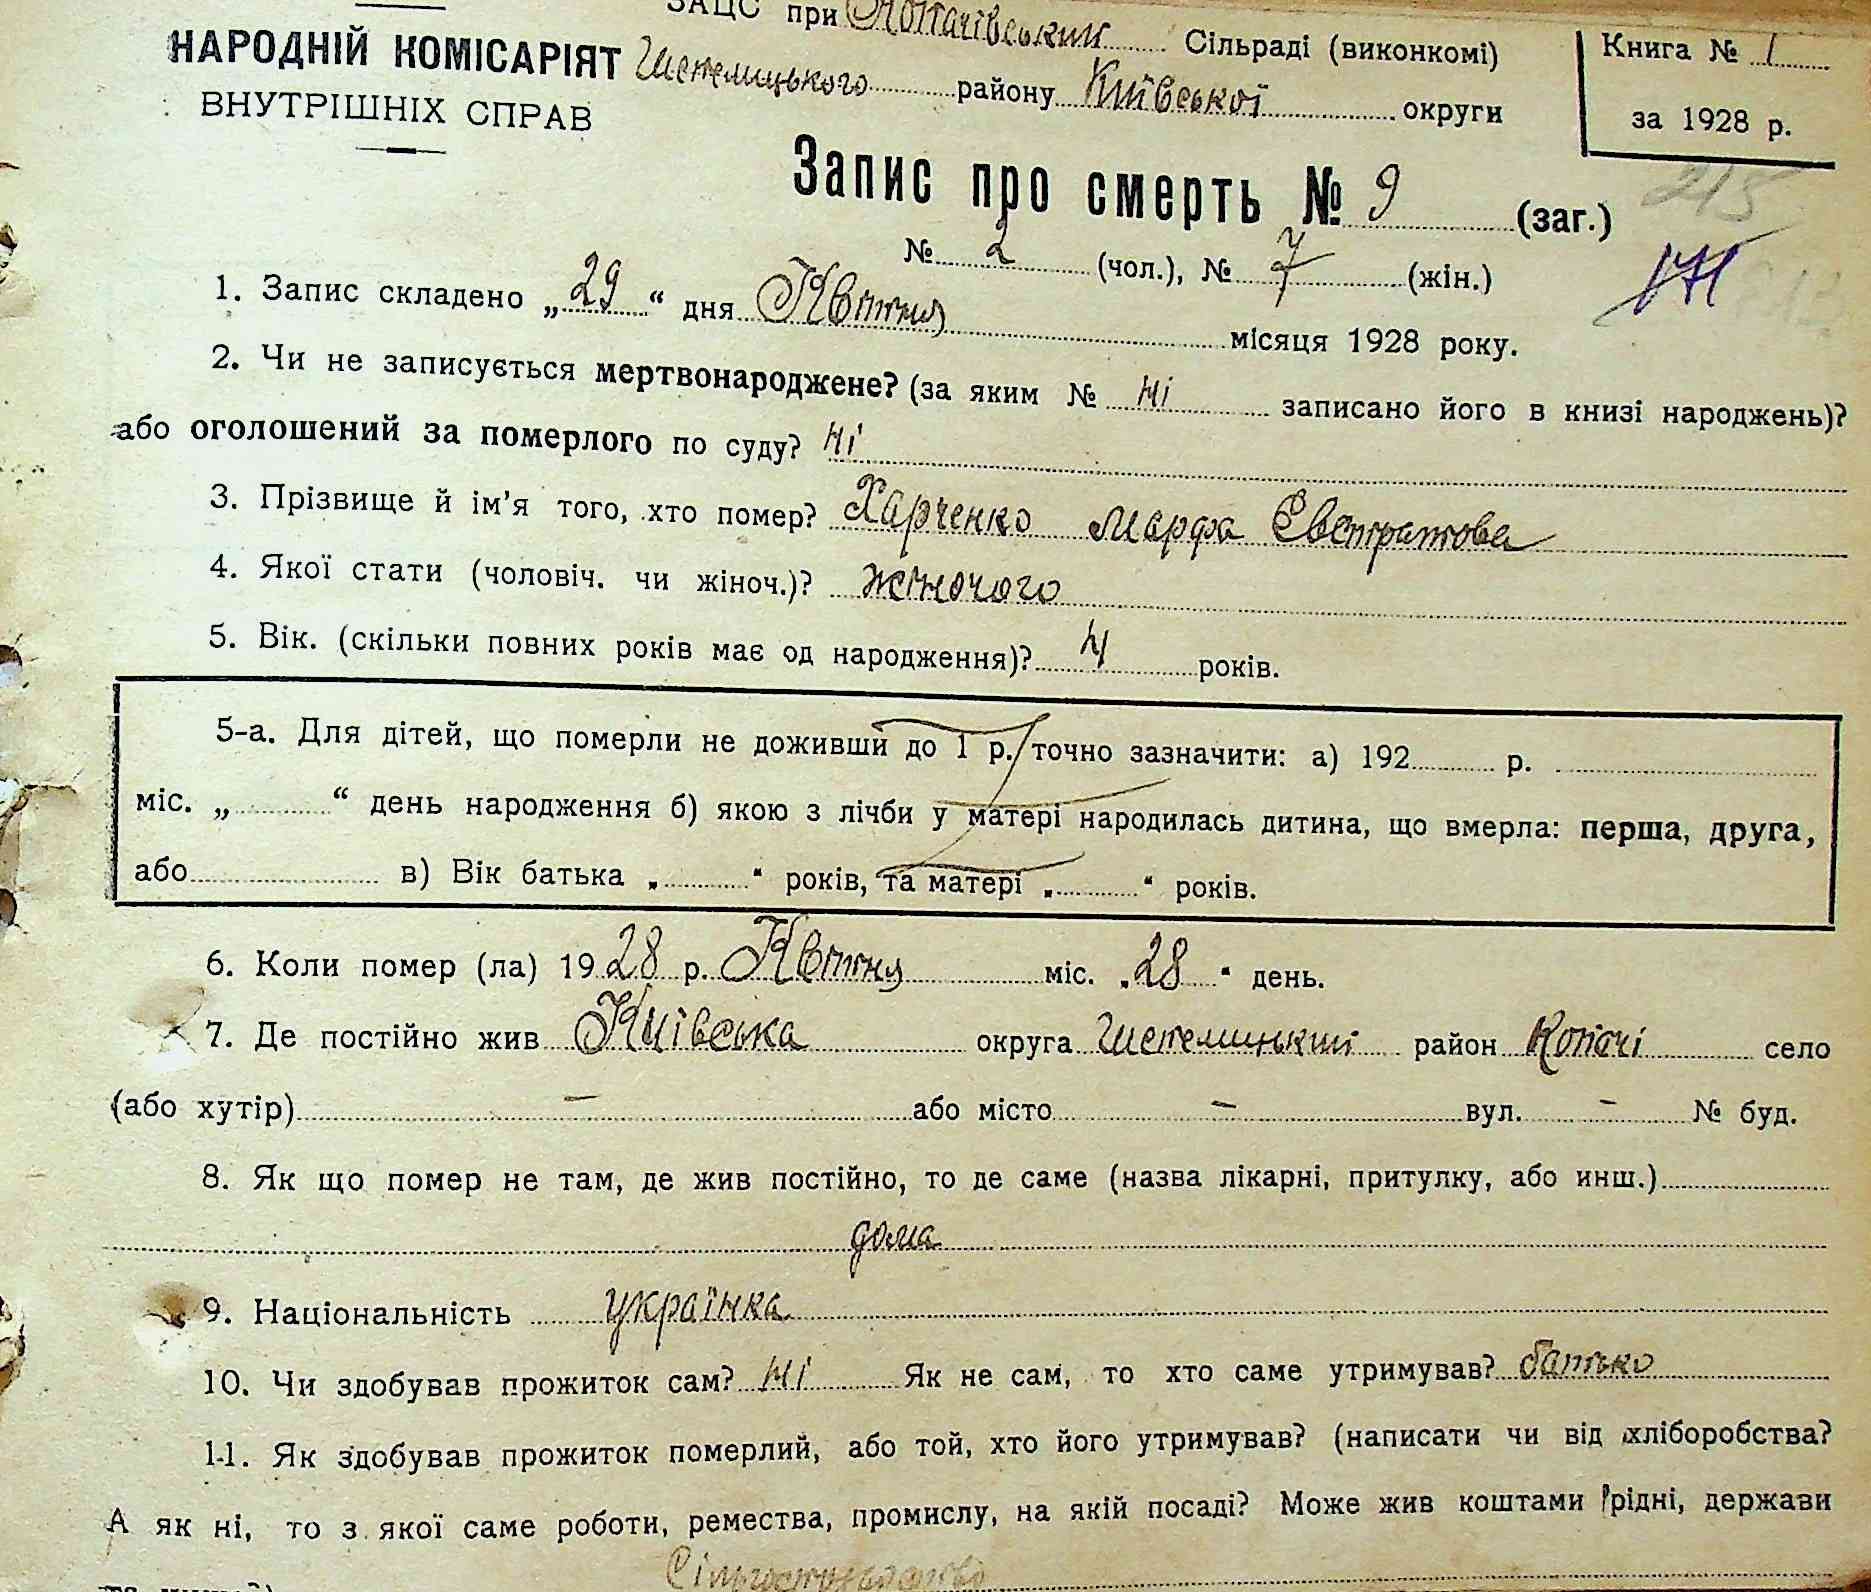 ЗАЦС при Копачівський Сільраді (виконкомі)
НАРОДНІЙ КОМІСАРІЯТ
ВНУТРІШНІХ СПРАВ
Шепелицького району Київської округи
Книга № 1
за 1928 р.
Запис про смерть № 9 (заг.)
215
№ 2 (чол.), № 7 (жін.)
171
1. Запис складено „29“ дня Квітня місяця 1928 року.
2. Чи не записується мертвонароджене? (за яким № ні записано його в книзі народжень)?
або оголошений за померлого по суду? ні
3. Прізвище й ім'я того, хто помер? Харченко Марфа Євстратова
4. Якої стати (чоловіч. чи жіноч.)? жіночого
5. Вік. (скільки повних років має од народження)? 4 років.
5-а. Для дітей, що померли не доживши до 1 р. точно зазначити: а) 192 р.
міс. „ “ день народження б) якою з лічби у матері народилась дитина, що вмерла: перша, друга,
або в) Вік батька „ “ років, та матері „ “ років.
6. Коли помер (ла) 1928 р. Квітня міс. „28“ день.
7. Де постійно жив Київська округа Шепелицький район Копачі село
(або хутір) – або місто – вул. – № буд.
8. Як що помер не там, де жив постійно, то де саме (назва лікарні, притулку, або инш.)
дома
9. Національність українка
10. Чи здобував прожиток сам? Ні Як не сам, то хто саме утримував? батько
11. Як здобував прожиток померлий, або той, хто його утримував? (написати чи від хліборобства?
А як ні, то з якої саме роботи, ремества, промислу, на якій посаді? Може жив коштами рідні, держави